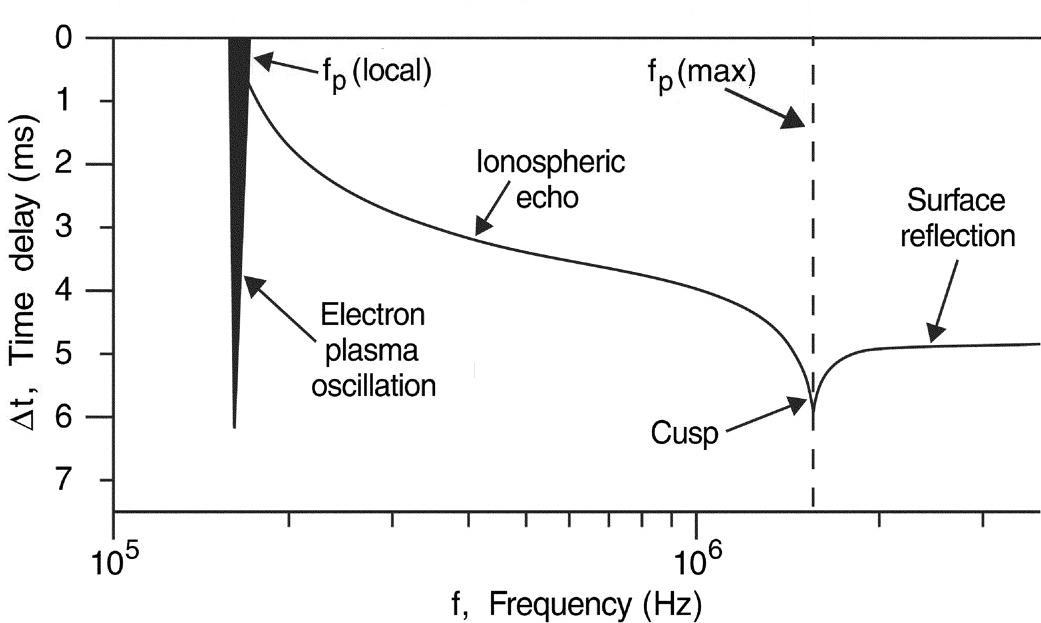 0
1
2
3
4
5
6
7
Δt, Time delay (ms)
fp (local)
fp (max)
Ionospheric
echo
Surface
reflection
Electron
plasma
oscillation
Cusp
10^5
10^6
f, Frequency (Hz)